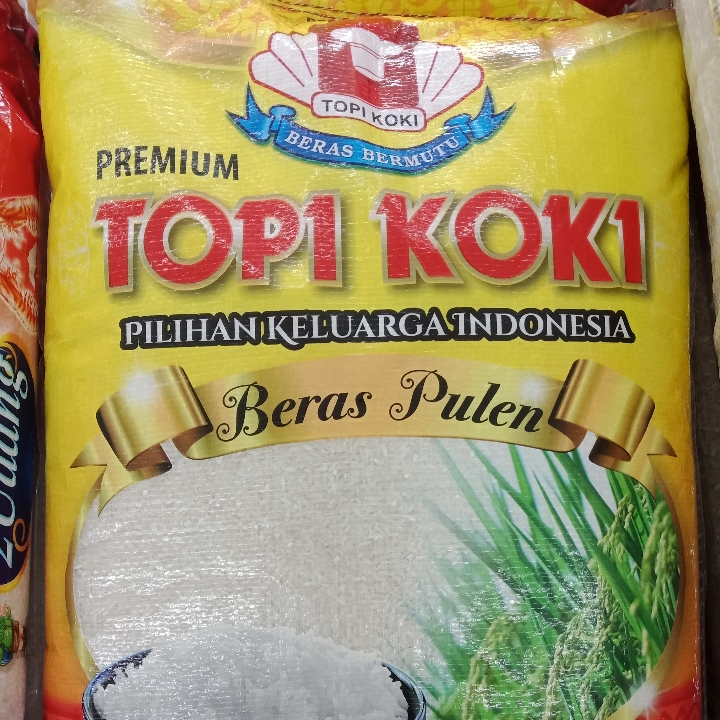 TOPI KOKI
BERAS BERMUTU
PREMIUM
TOPI KOKI
PILIHAN KELUARGA INDONESIA
Beras Pulen